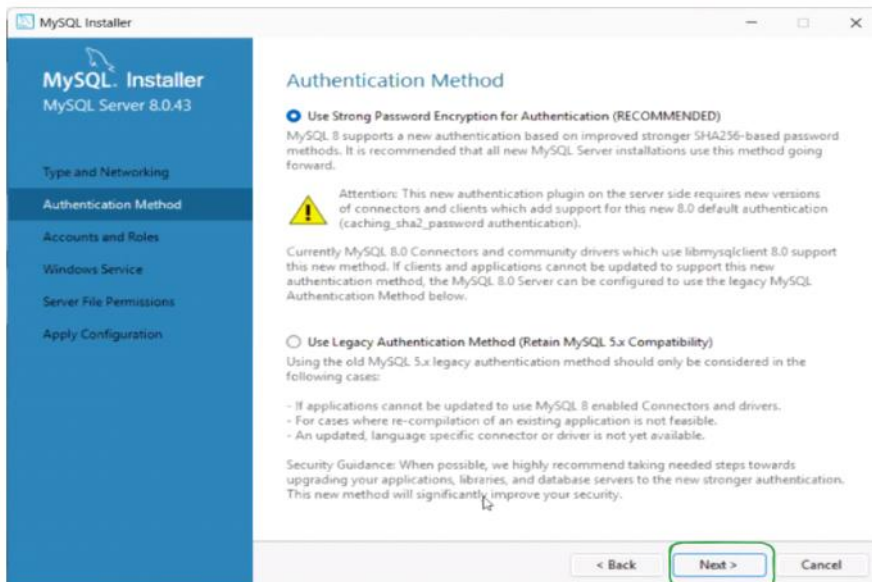 MySQL Installer
MySQL. Installer
MySQL Server 8.0.43
Type and Networking
Authentication Method
Accounts and Roles
Windows Service
Server File Permissions
Apply Configuration
Authentication Method
Use Strong Password Encryption for Authentication (RECOMMENDED)
MySQL 8 supports a new authentication based on improved stronger SHA256-based password
methods. It is recommended that all new MySQL Server installations use this method going
forward.
Attention: This new authentication plugin on the server side requires new versions
of connectors and clients which add support for this new 8.0 default authentication
(caching_sha2_password authentication).
Currently MySQL 8.0 Connectors and community drivers which use libmysqlclient 8.0 support
this new method. If clients and applications cannot be updated to support this new
authentication method, the MySQL 8.0 Server can be configured to use the legacy MySQL
Authentication Method below.
Use Legacy Authentication Method (Retain MySQL 5.x Compatibility)
Using the old MySQL 5.x legacy authentication method should only be considered in the
following cases:
- If applications cannot be updated to use MySQL 8 enabled Connectors and drivers.
- For cases where re-compilation of an existing application is not feasible.
- An updated, language specific connector or driver is not yet available.
Security Guidance: When possible, we highly recommend taking needed steps towards
upgrading your applications, libraries, and database servers to the new stronger authentication.
This new method will significantly improve your security.
< Back
Next >
Cancel